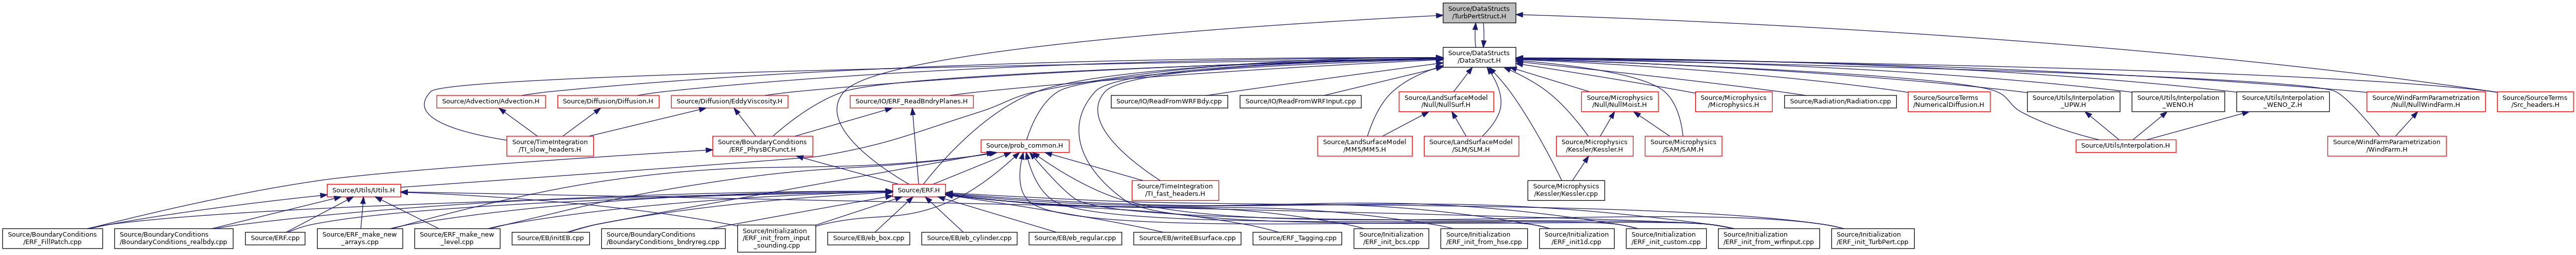 Source/DataStructs
/TurbPertStruct.H
Source/DataStructs
/DataStruct.H
Source/Advection/Advection.H
Source/Diffusion/Diffusion.H
Source/Diffusion/EddyViscosity.H
Source/IO/ERF_ReadBndryPlanes.H
Source/IO/ReadFromWRFBdy.cpp
Source/IO/ReadFromWRFInput.cpp
Source/LandSurfaceModel
/Null/NullSurf.H
Source/Microphysics
/Null/NullMoist.H
Source/Microphysics
/Microphysics.H
Source/Radiation/Radiation.cpp
Source/SourceTerms
/NumericalDiffusion.H
Source/Utils/Interpolation
_UPW.H
Source/Utils/Interpolation
_WENO.H
Source/Utils/Interpolation
_WENO_Z.H
Source/WindFarmParametrization
/Null/NullWindFarm.H
Source/SourceTerms
/Src_headers.H
Source/TimeIntegration
/TI_slow_headers.H
Source/BoundaryConditions
/ERF_PhysBCFunct.H
Source/prob_common.H
Source/LandSurfaceModel
/MM5/MM5.H
Source/LandSurfaceModel
/SLM/SLM.H
Source/Microphysics
/Kessler/Kessler.H
Source/Microphysics
/SAM/SAM.H
Source/Utils/Interpolation.H
Source/WindFarmParametrization
/WindFarm.H
Source/Utils/Utils.H
Source/ERF.H
Source/TimeIntegration
/TI_fast_headers.H
Source/Microphysics
/Kessler/Kessler.cpp
Source/BoundaryConditions
/ERF_FillPatch.cpp
Source/BoundaryConditions
/BoundaryConditions_realbdy.cpp
Source/ERF.cpp
Source/ERF_make_new
_arrays.cpp
Source/ERF_make_new
_level.cpp
Source/EB/initEB.cpp
Source/BoundaryConditions
/BoundaryConditions_bndryreg.cpp
Source/Initialization
/ERF_init_from_input
_sounding.cpp
Source/EB/eb_box.cpp
Source/EB/eb_cylinder.cpp
Source/EB/eb_regular.cpp
Source/EB/writeEBsurface.cpp
Source/ERF_Tagging.cpp
Source/Initialization
/ERF_init_bcs.cpp
Source/Initialization
/ERF_init_from_hse.cpp
Source/Initialization
/ERF_init1d.cpp
Source/Initialization
/ERF_init_custom.cpp
Source/Initialization
/ERF_init_from_wrfinput.cpp
Source/Initialization
/ERF_init_TurbPert.cpp